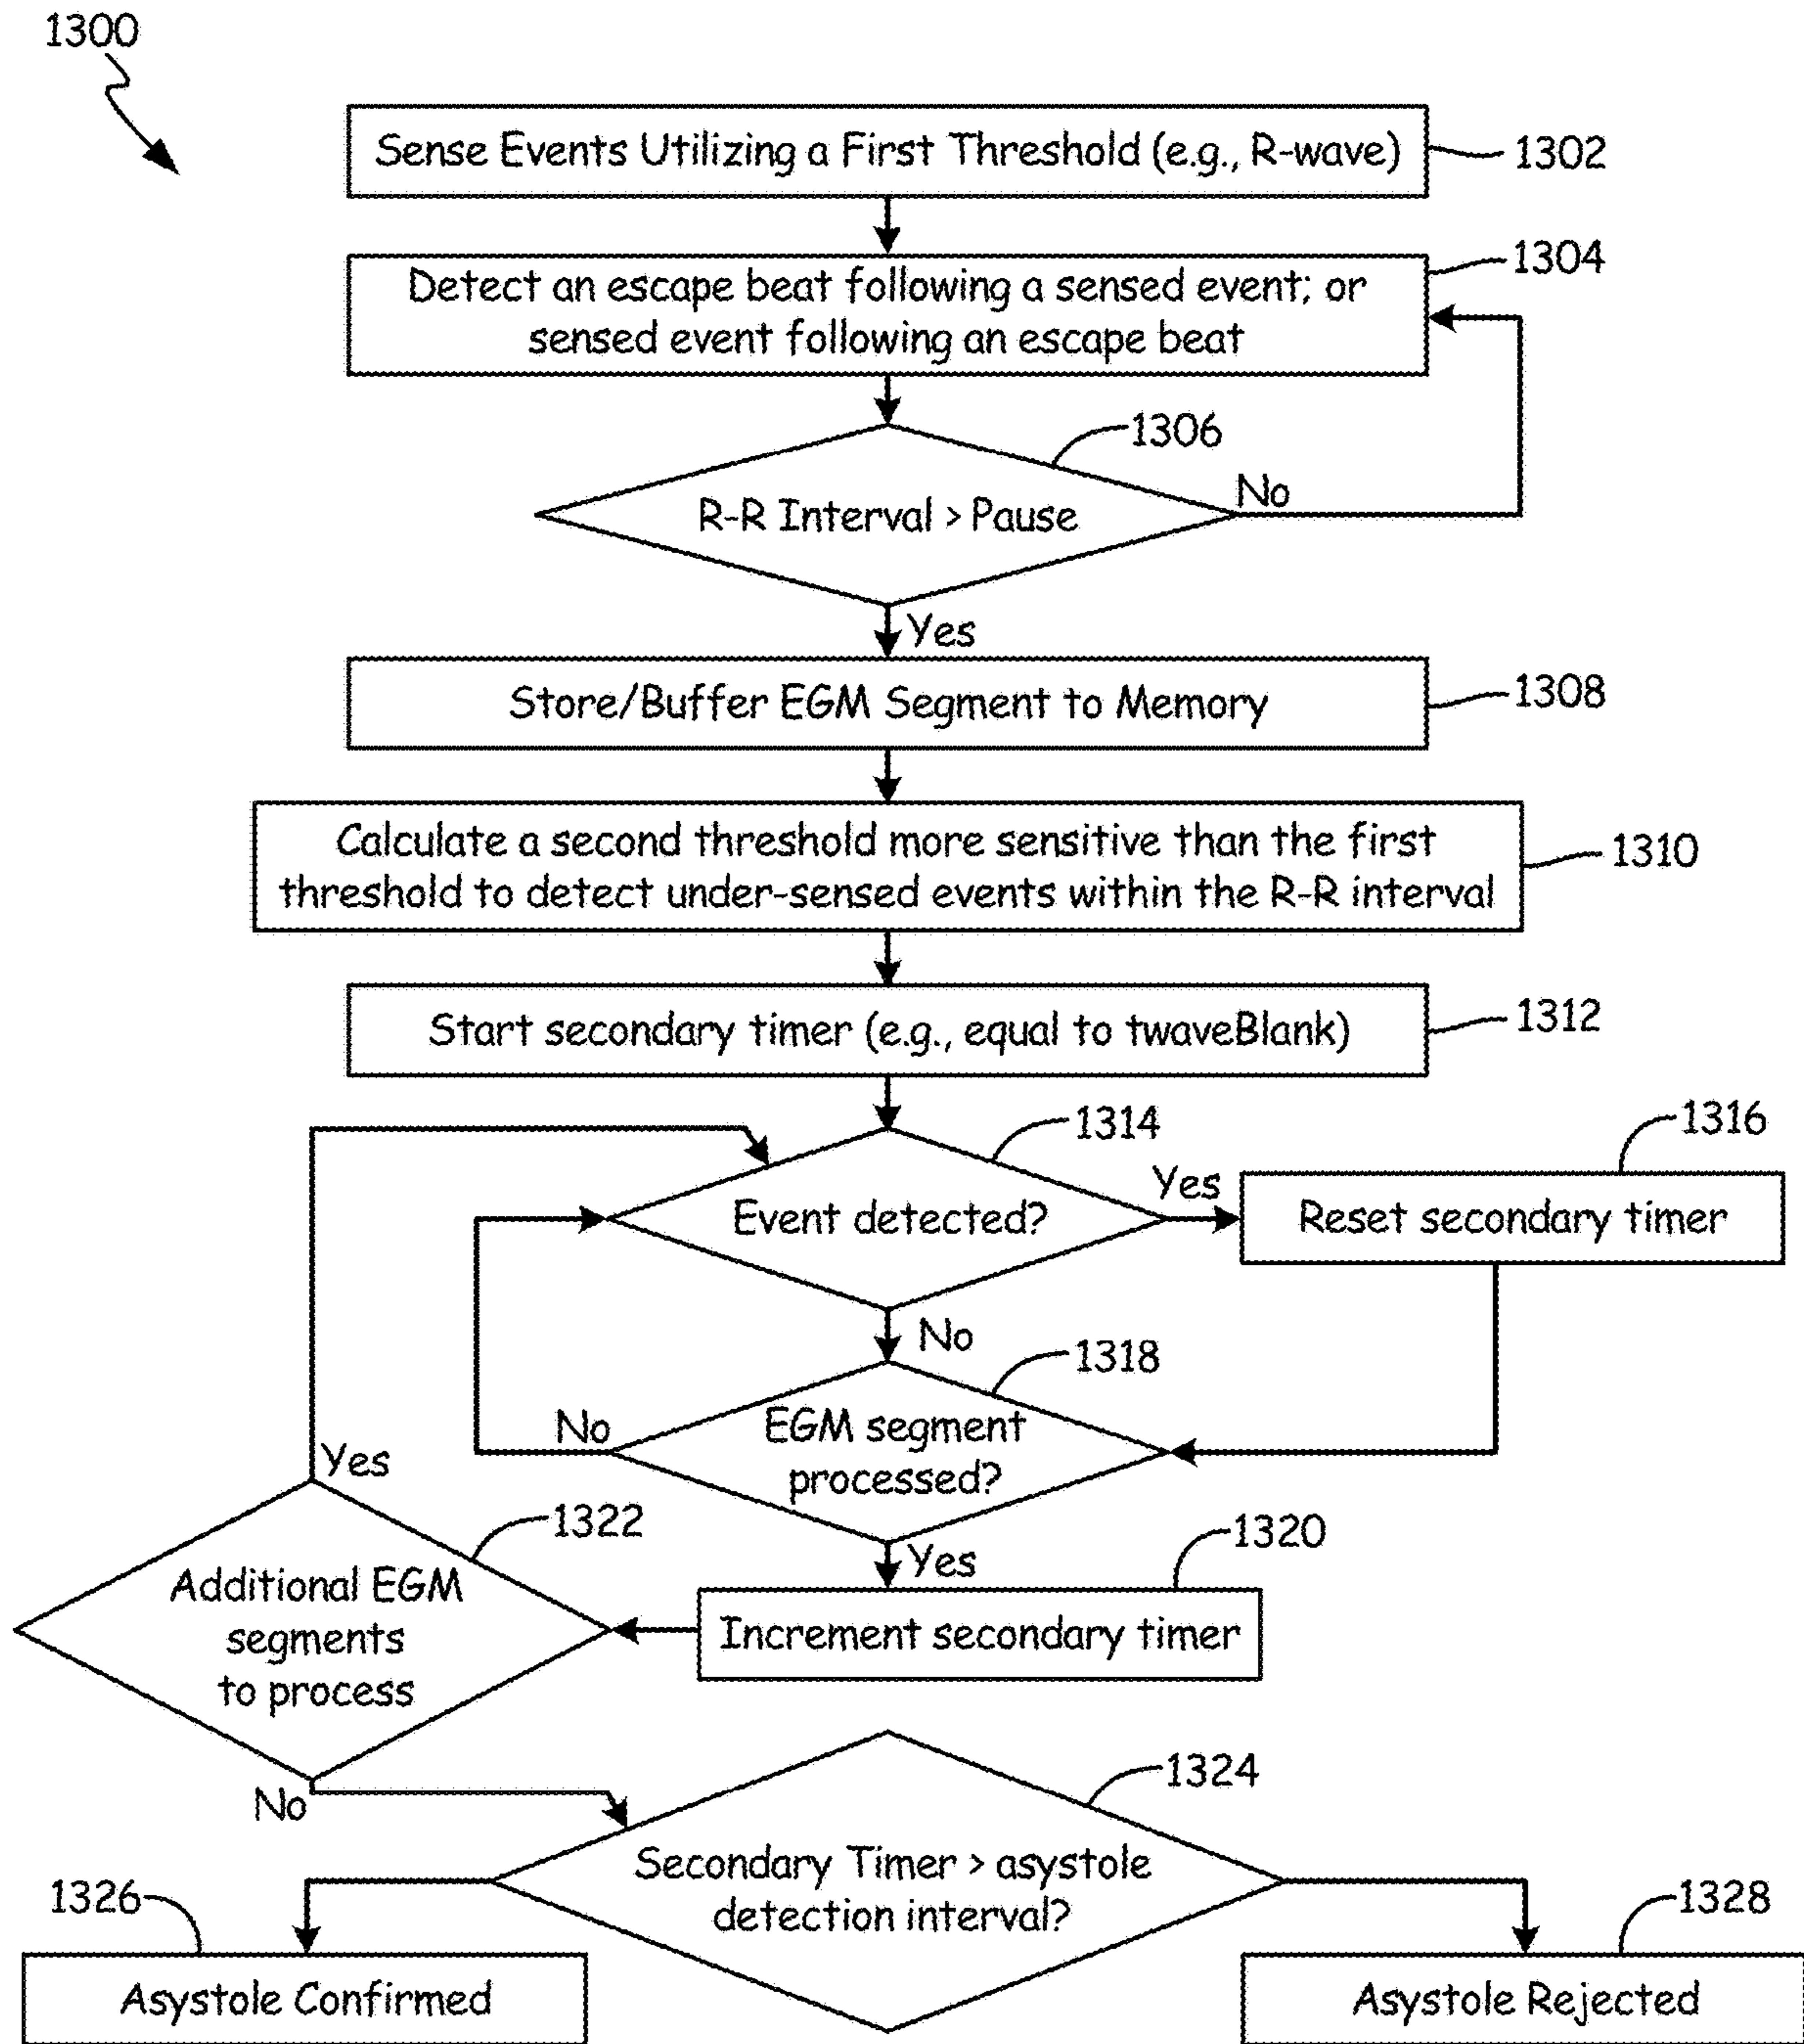 1300
Sense Events Utilizing a First Threshold (e.g., R-wave)
1302
1304
Detect an escape beat following a sensed event; or
sensed event following an escape beat
1306
No
R-R Interval > Pause
Yes
Store/Buffer EGM Segment to Memory
1308
Calculate a second threshold more sensitive than the first
threshold to detect under-sensed events within the R-R interval
1310
Start secondary timer (e.g., equal to twaveBlank)
1312
1314
1316
Yes
Event detected?
Reset secondary timer
No
1318
No
EGM segment
processed?
Yes
1322
1320
Yes
Additional EGM
segments
to process
Increment secondary timer
1324
No
Secondary Timer > asystole
detection interval?
1326
1328
Asystole Confirmed
Asystole Rejected